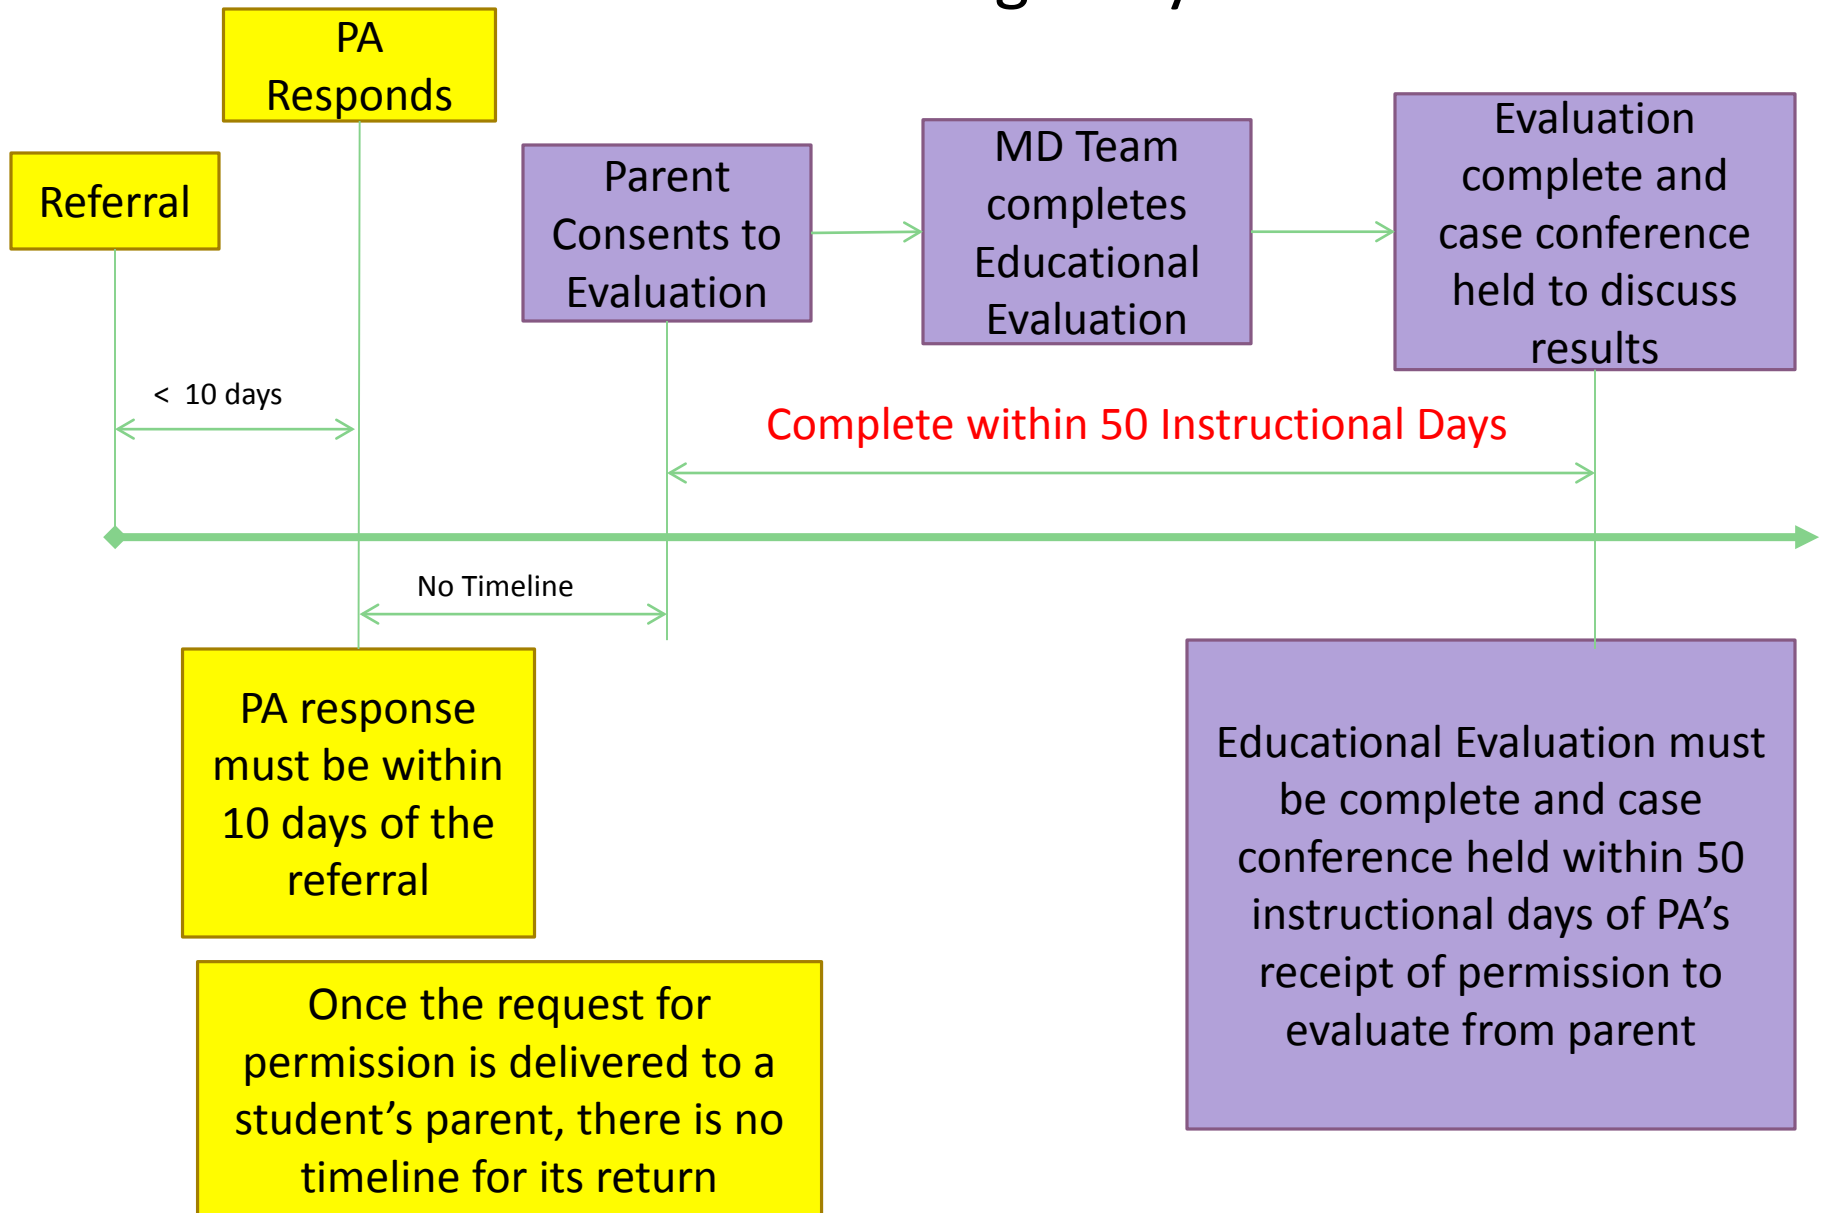 PA
Responds
Referral
Parent
Consents to
Evaluation
MD Team
completes
Educational
Evaluation
Evaluation
complete and
case conference
held to discuss
results
< 10 days
Complete within 50 Instructional Days
No Timeline
PA response
must be within
10 days of the
referral
Once the request for
permission is delivered to a
student’s parent, there is no
timeline for its return
Educational Evaluation must
be complete and case
conference held within 50
instructional days of PA’s
receipt of permission to
evaluate from parent